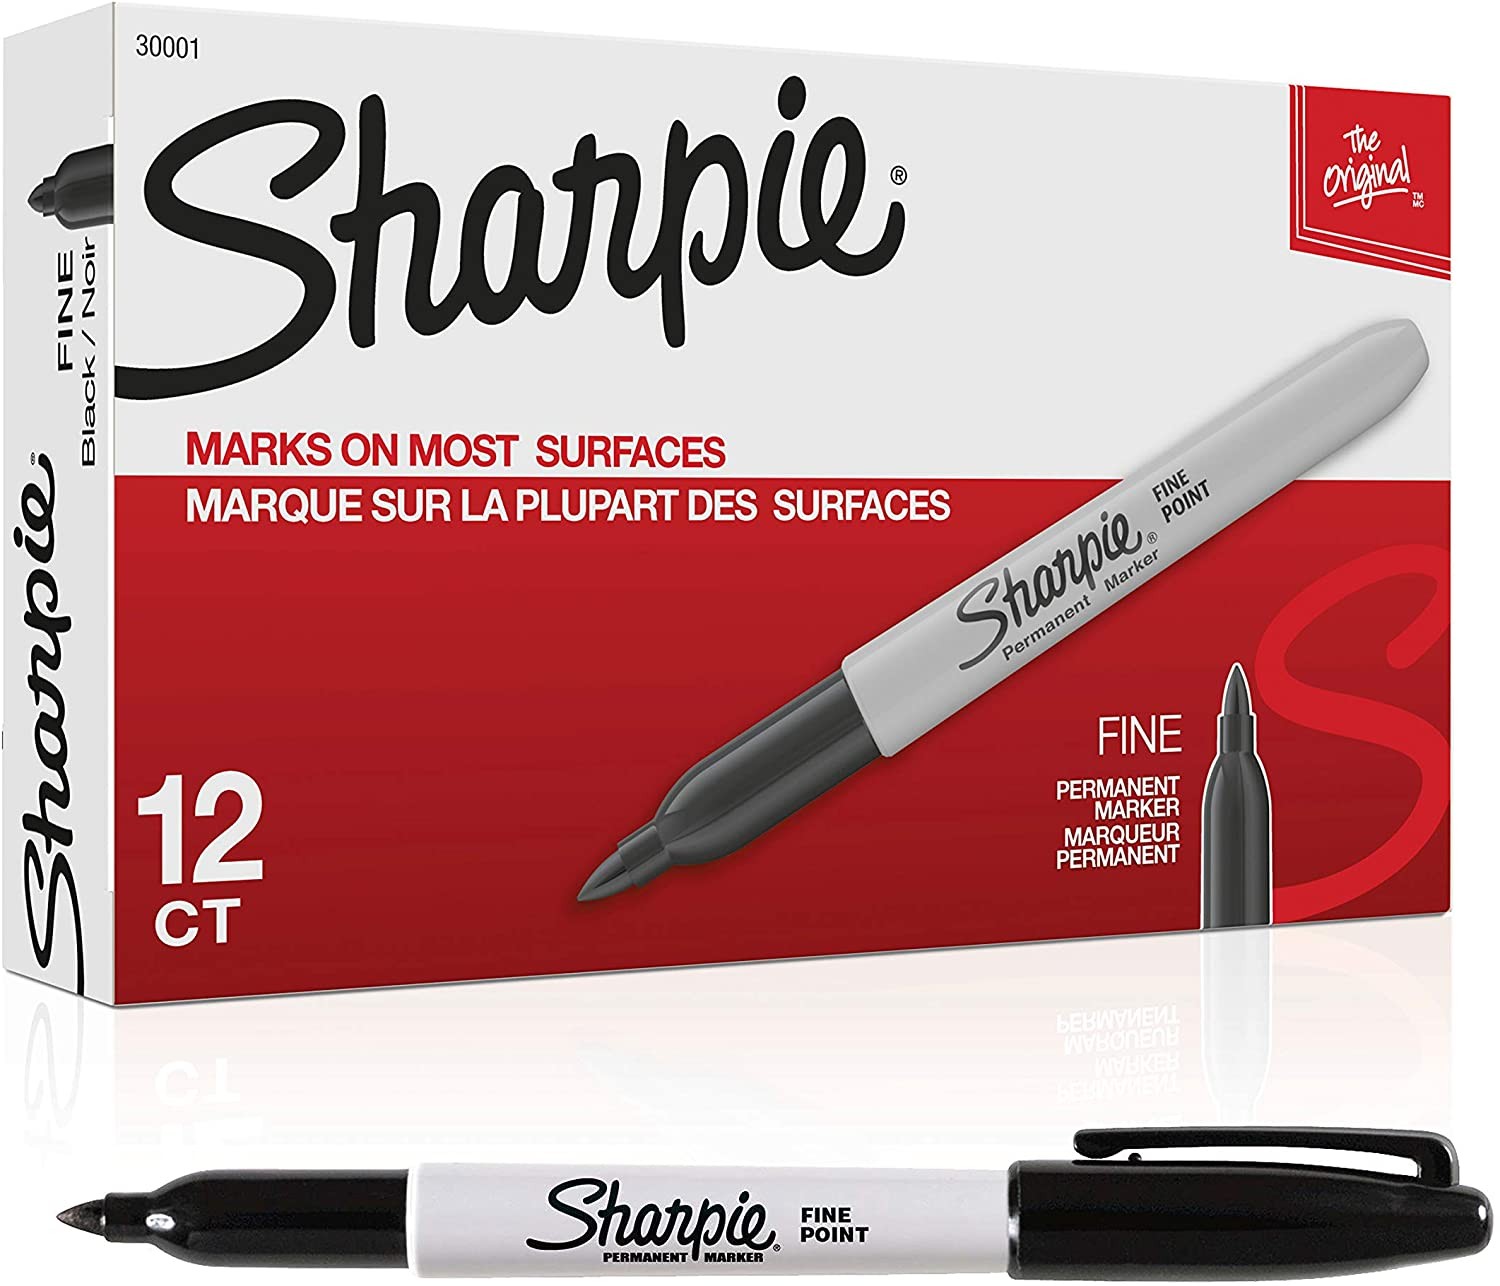 30001
Sharpie®
The
Original
TM
MC
MARKS ON MOST SURFACES
MARQUE SUR LA PLUPART DES SURFACES
Sharpie®
Permanent Marker
FINE
POINT
FINE
PERMANENT
MARKER
MARQUEUR
PERMANENT
S
12
CT
FINE
Black / Noir
Sharpie®
Sharpie®
PERMANENT MARKER
FINE
POINT